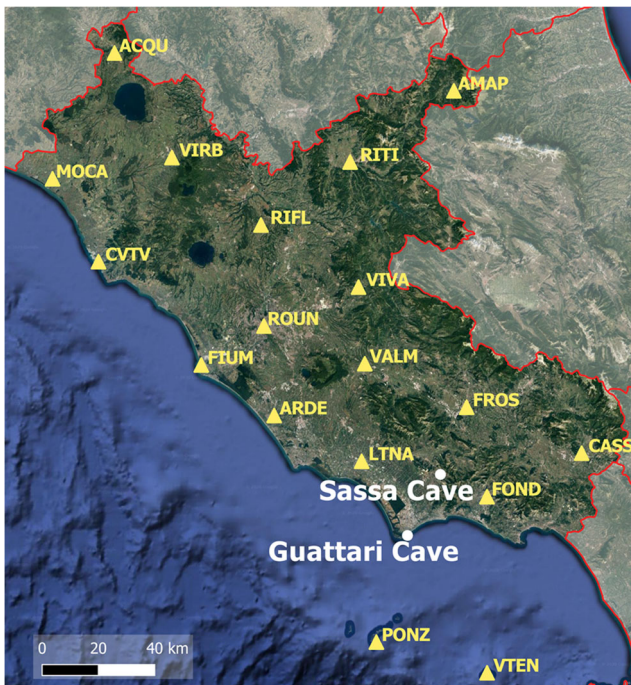 ACQU
AMAP
VIRB
RITI
MOCA
RIFL
CVTV
VIVA
ROUN
FIUM
VALM
ARDE
FROS
CASS
LTNA
Sassa Cave
FOND
Guattari Cave
PONZ
VTEN
0 20 40 km